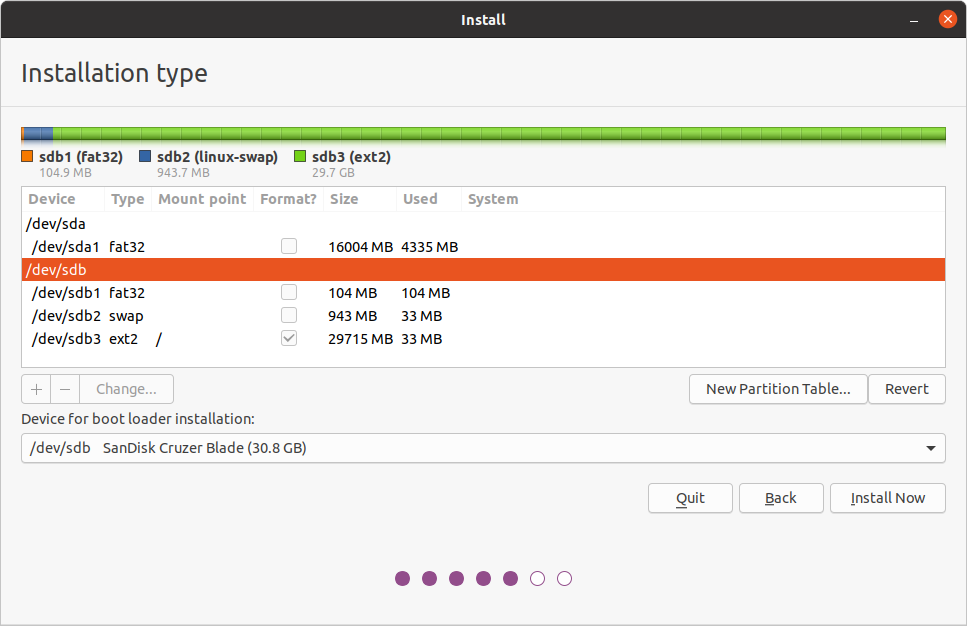 Install
Installation type
sdb1 (fat32) sdb2 (linux-swap) sdb3 (ext2)
104.9 MB 943.7 MB 29.7 GB
Device Type Mount point Format? Size Used System
/dev/sda
/dev/sda1 fat32 16004 MB 4335 MB
/dev/sdb
/dev/sdb1 fat32 104 MB 104 MB
/dev/sdb2 swap 943 MB 33 MB
/dev/sdb3 ext2 / 29715 MB 33 MB
+ − Change... New Partition Table... Revert
Device for boot loader installation:
/dev/sdb SanDisk Cruzer Blade (30.8 GB)
Quit Back Install Now